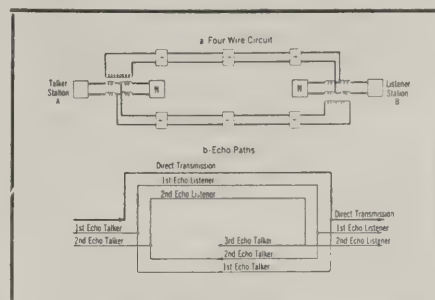 a Four Wire Circuit
Talker
Station
A
N
N
Listener
Station
B
b-Echo Paths
Direct Transmission
1st Echo Listener
2nd Echo Listener
Direct Transmission
1st Echo Talker
1st Echo Listener
2nd Echo Talker
3rd Echo Talker
2nd Echo Listener
2nd Echo Talker
1st Echo Talker